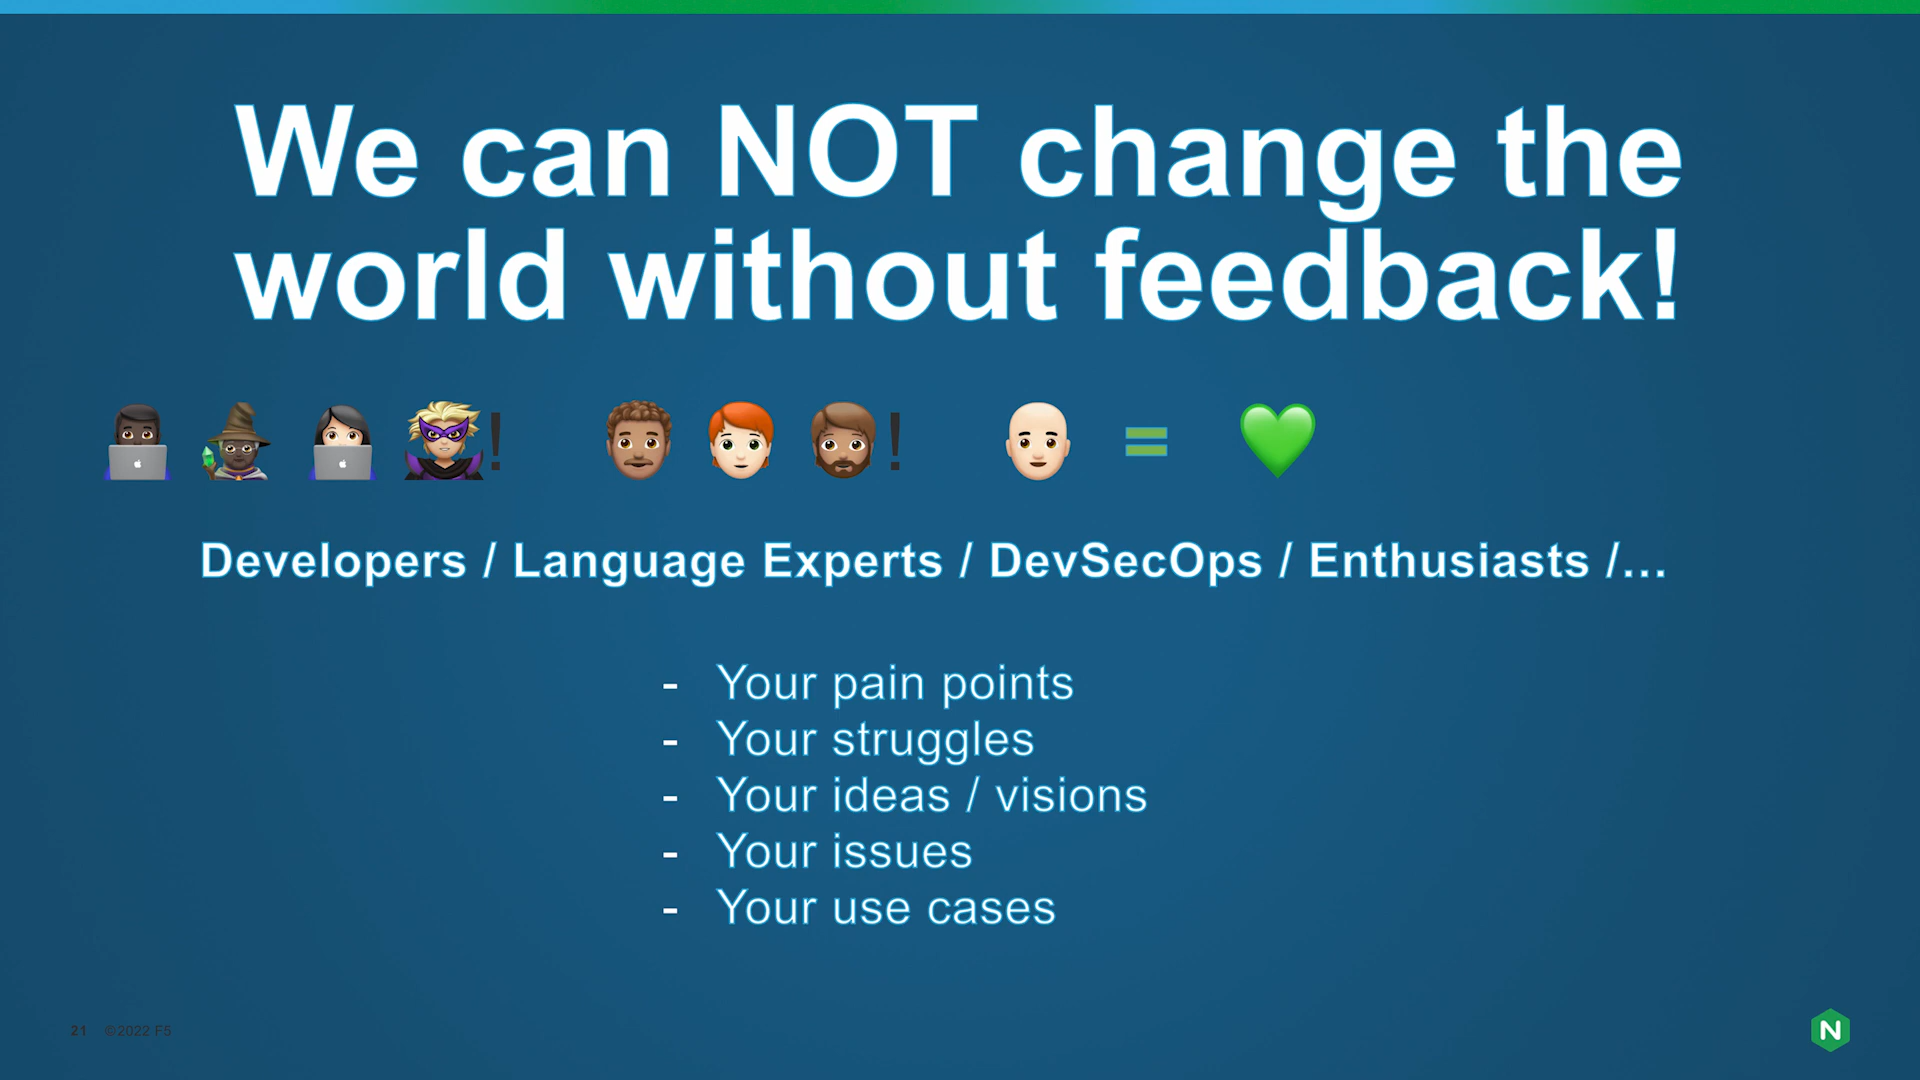 We can NOT change the
world without feedback!
👨🏿‍💻 🧙🏿 👩🏻‍💻 🦹🏼! 👨🏽‍🦱 🧑🏻‍🦰 🧔🏽! 🧑🏻‍🦲 = 💚
Developers / Language Experts / DevSecOps / Enthusiasts /...
- Your pain points
- Your struggles
- Your ideas / visions
- Your issues
- Your use cases
21 ©2022 F5
N